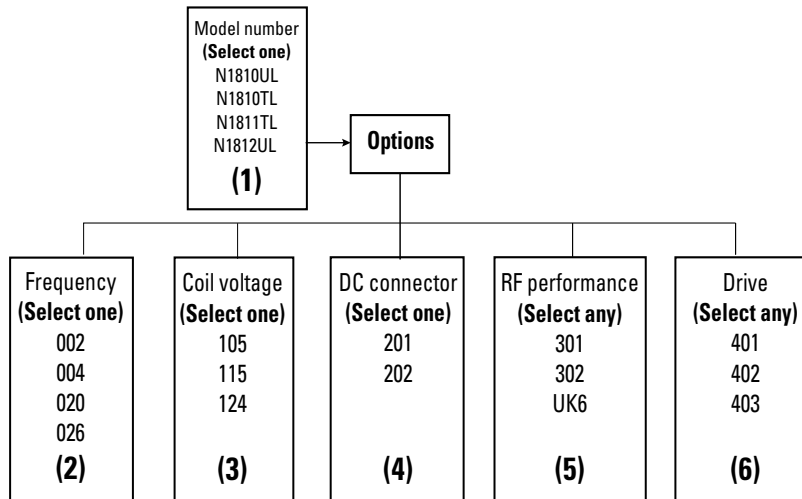 Model number
(Select one)
N1810UL
N1810TL
N1811TL
N1812UL
(1)
Options
Frequency
(Select one)
002
004
020
026
(2)
Coil voltage
(Select one)
105
115
124
(3)
DC connector
(Select one)
201
202
(4)
RF performance
(Select any)
301
302
UK6
(5)
Drive
(Select any)
401
402
403
(6)